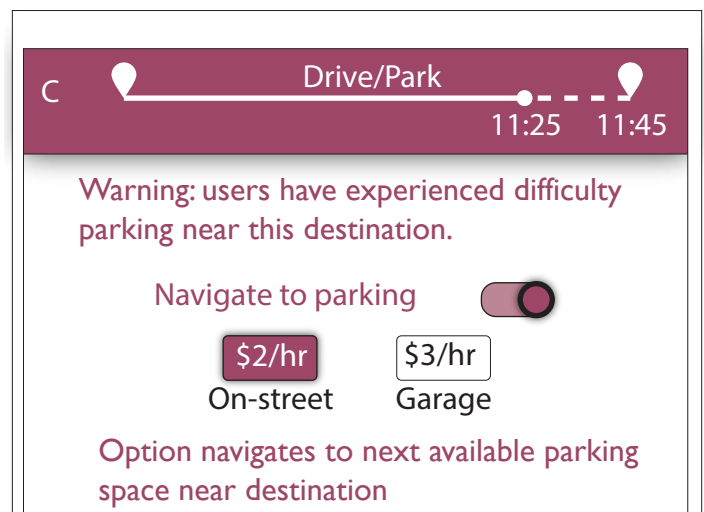 C Drive/Park
11:25 11:45
Warning: users have experienced difficulty
parking near this destination.
Navigate to parking
$2/hr $3/hr
On-street Garage
Option navigates to next available parking
space near destination